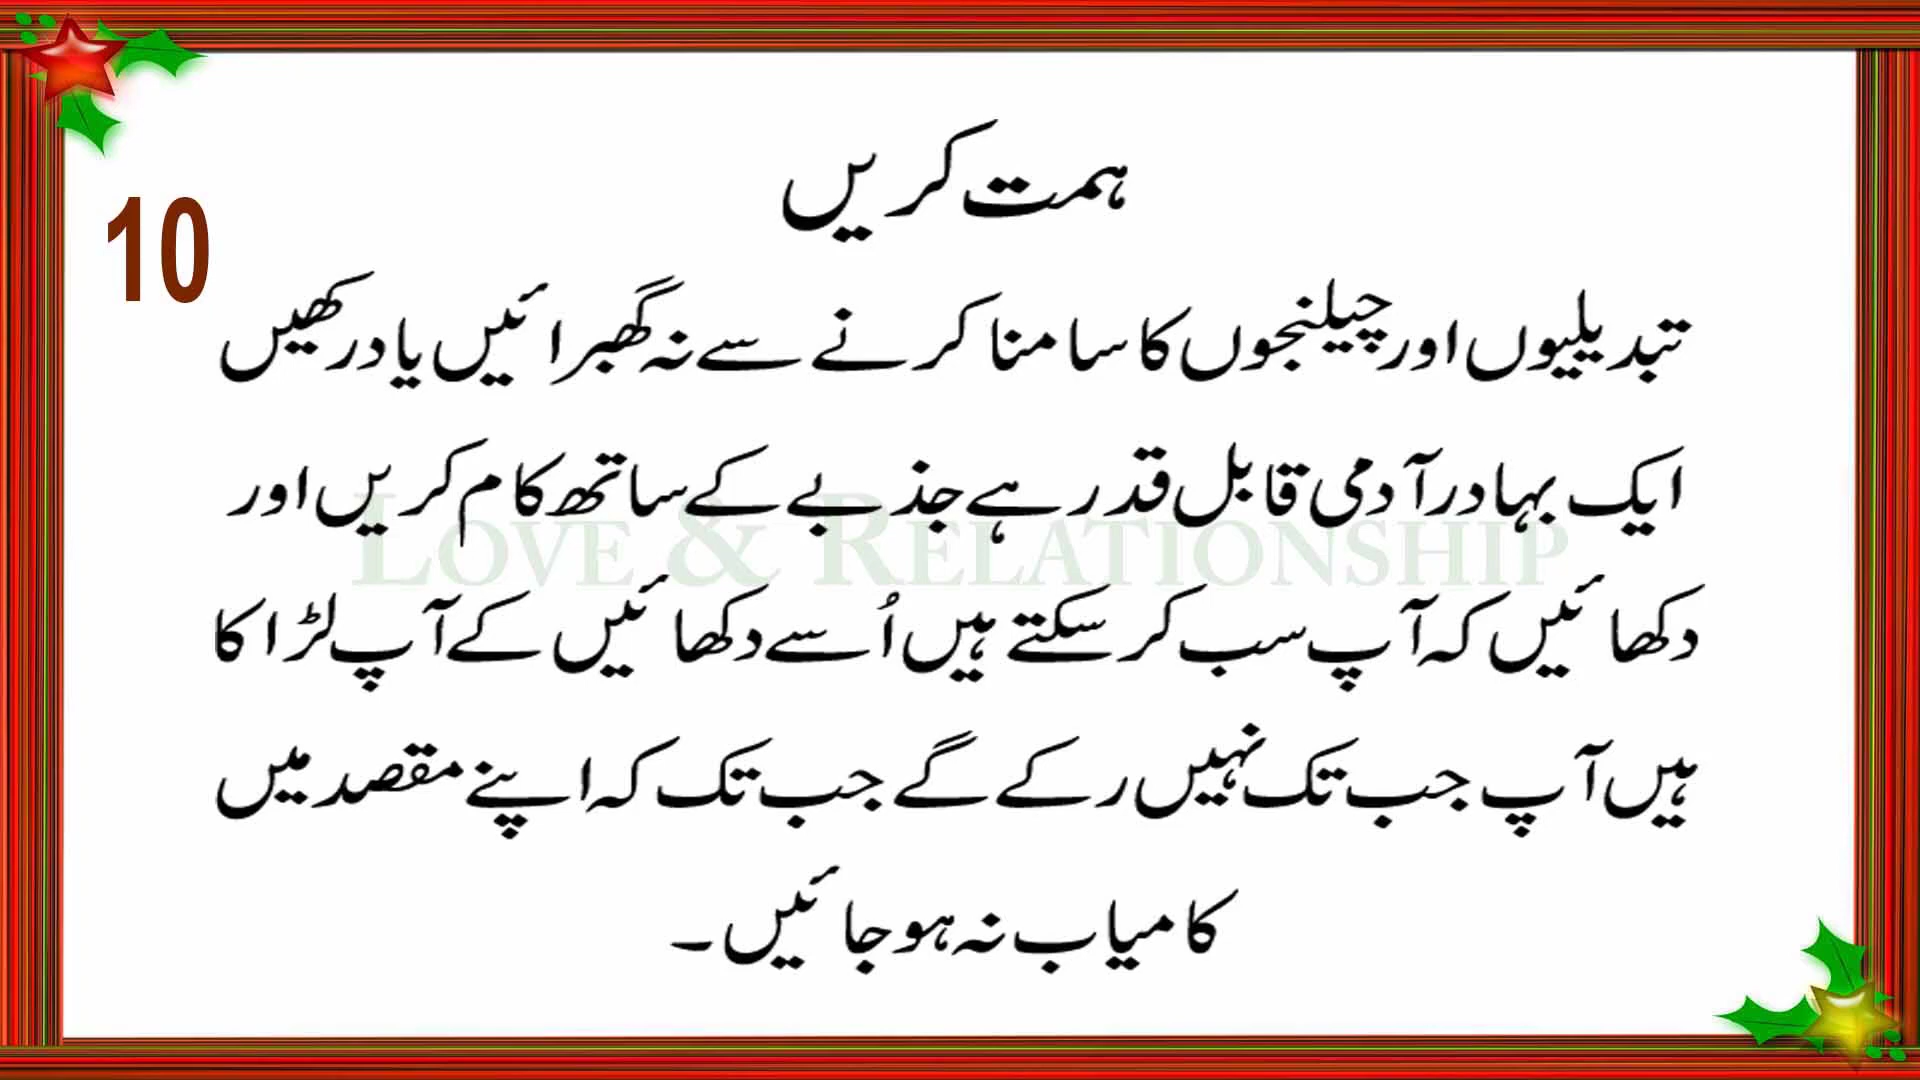 10
ہمت کریں
تبدیلیوں اور چیلنجوں کا سامنا کرنے سے نہ گھبرائیں یاد رکھیں
ایک بہادر آدمی قابل قدر ہے جذبے کے ساتھ کام کریں اور
LOVE & RELATIONSHIP
دکھائیں کہ آپ سب کر سکتے ہیں اُسے دکھائیں کے آپ لڑاکا
ہیں آپ جب تک نہیں رکے گے جب تک کہ اپنے مقصد میں
کامیاب نہ ہو جائیں۔